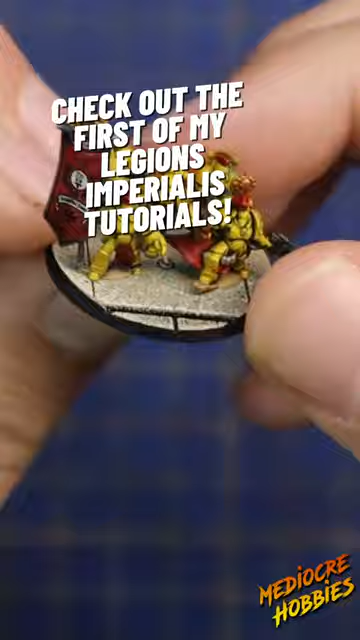 CHECK OUT THE
FIRST OF MY
LEGIONS
IMPERIALIS
TUTORIALS!
MEDIOCRE
HOBBIES